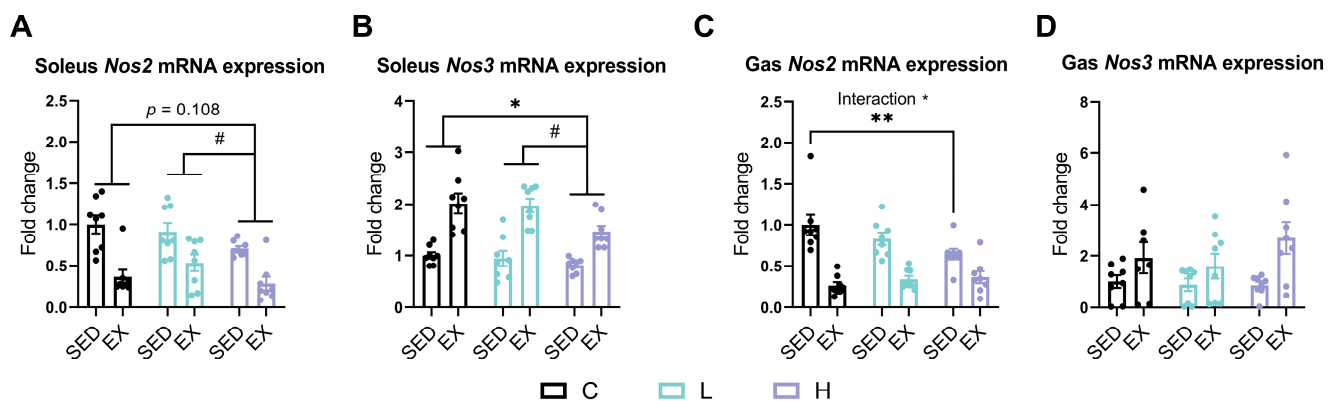 A
Soleus Nos2 mRNA expression
Fold change
2.5
2.0
1.5
1.0
0.5
0.0
p = 0.108
#
SED
EX
SED
EX
SED
EX
B
Soleus Nos3 mRNA expression
Fold change
4
3
2
1
0
*
#
SED
EX
SED
EX
SED
EX
C
Gas Nos2 mRNA expression
Fold change
2.5
2.0
1.5
1.0
0.5
0.0
Interaction *
**
SED
EX
SED
EX
SED
EX
D
Gas Nos3 mRNA expression
Fold change
8
6
4
2
0
SED
EX
SED
EX
SED
EX
C
L
H